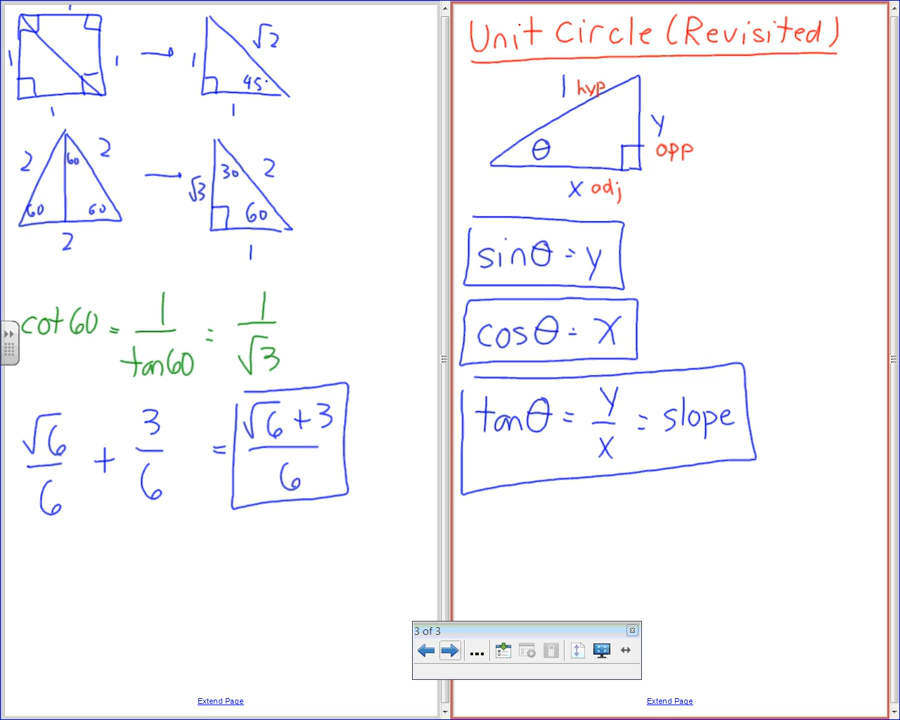 1
1
1
1
√2
1
45°
1
2
60
2
60
60
2
√3
30
2
60
1
cot 60 = 1/tan 60 = 1/√3
√6/6 + 3/6 = √6 + 3/6
Extend Page
Unit Circle (Revisited)
1 hyp
θ
y
opp
x adj
sinθ = y
cosθ = x
tanθ = y/x = slope
3 of 3
...
Extend Page